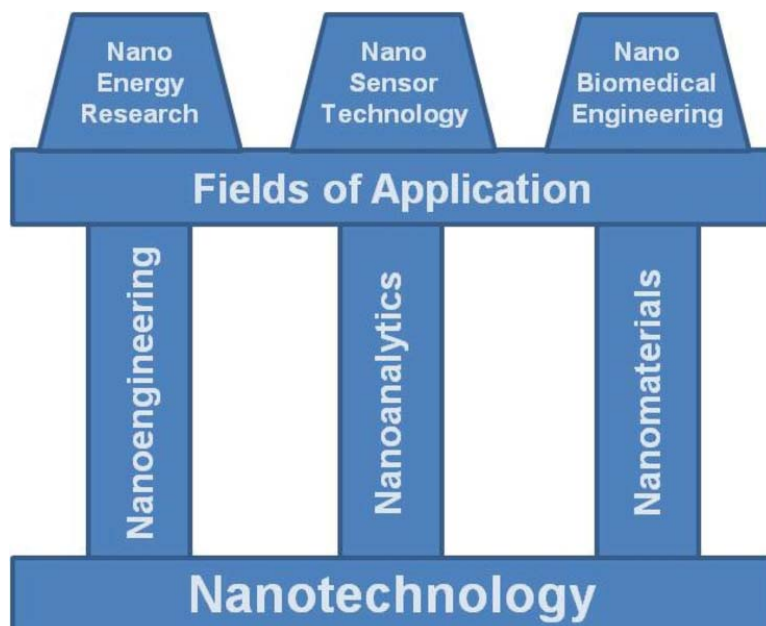 Nano
Energy
Research
Nano
Sensor
Technology
Nano
Biomedical
Engineering
Fields of Application
Nanoengineering
Nanoanalytics
Nanomaterials
Nanotechnology